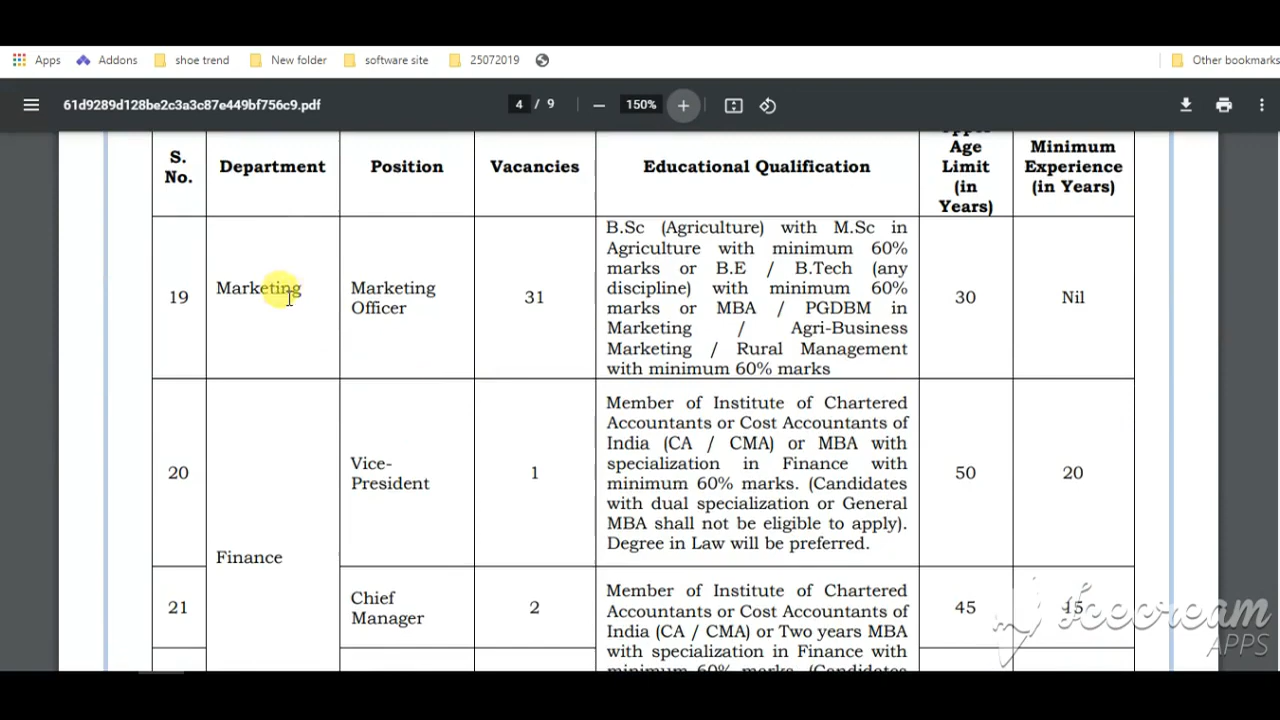 Apps
Addons
shoe trend
New folder
software site
25072019
Other bookmarks
61d9289d128be2c3a3c87e449bf756c9.pdf
4 / 9
150%
S. No.
Department
Position
Vacancies
Educational Qualification
Upper
Age
Limit
(in
Years)
Minimum
Experience
(in Years)
19
Marketing
Marketing
Officer
31
B.Sc (Agriculture) with M.Sc in
Agriculture with minimum 60%
marks or B.E / B.Tech (any
discipline) with minimum 60%
marks or MBA / PGDBM in
Marketing / Agri-Business
Marketing / Rural Management
with minimum 60% marks
30
Nil
20
Finance
Vice-
President
1
Member of Institute of Chartered
Accountants or Cost Accountants of
India (CA / CMA) or MBA with
specialization in Finance with
minimum 60% marks. (Candidates
with dual specialization or General
MBA shall not be eligible to apply).
Degree in Law will be preferred.
50
20
21
Chief
Manager
2
Member of Institute of Chartered
Accountants or Cost Accountants of
India (CA / CMA) or Two years MBA
with specialization in Finance with
minimum 60% marks. (Candidates
45
15
Icecream
APPS